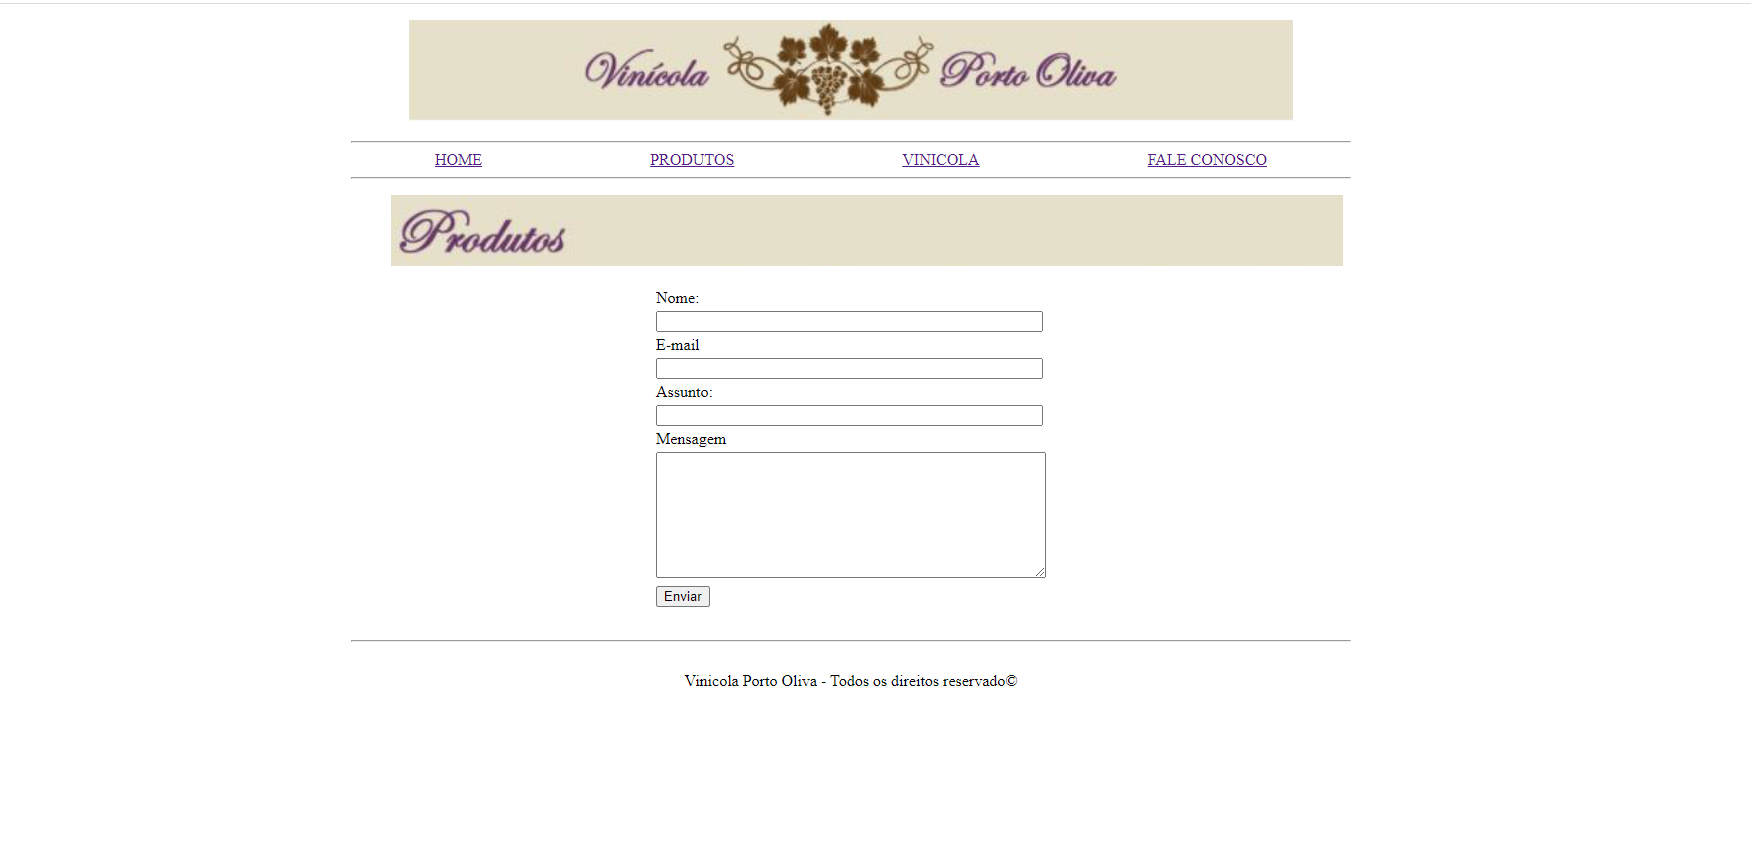 Vinícola Porto Oliva
HOME PRODUTOS VINICOLA FALE CONOSCO
Produtos
Nome:
E-mail
Assunto:
Mensagem
Enviar
Vinicola Porto Oliva - Todos os direitos reservado©